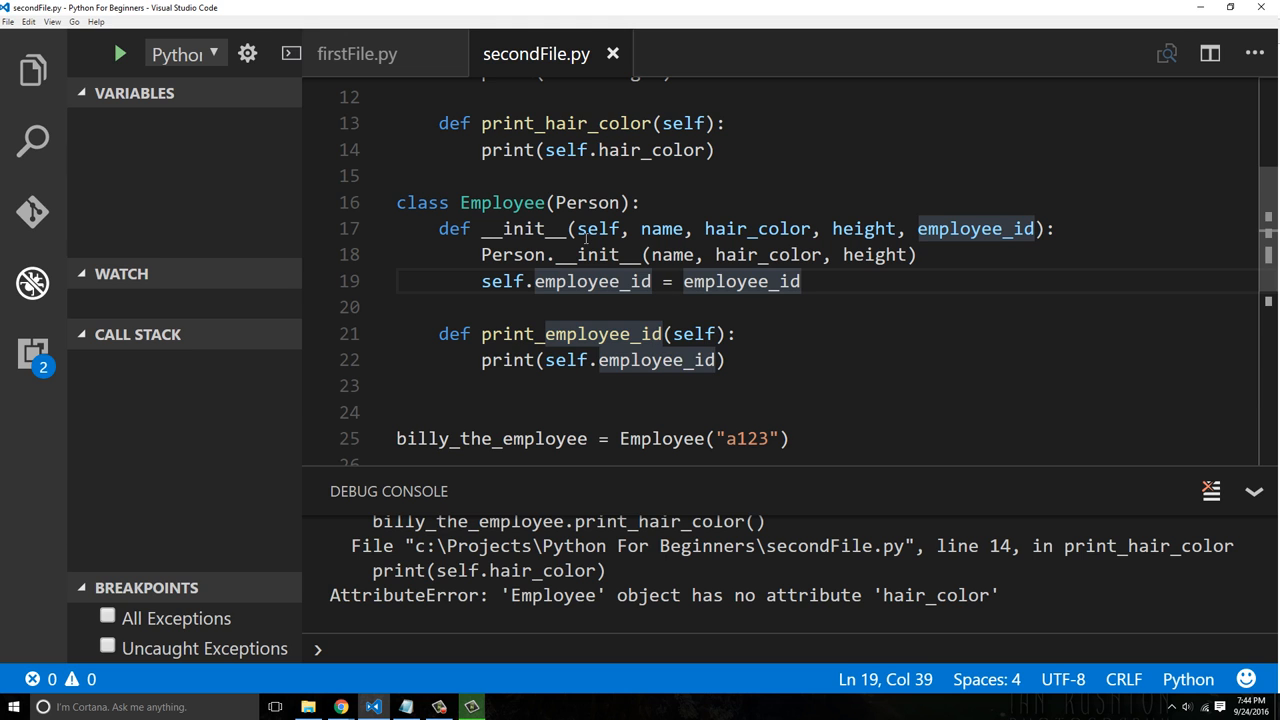 secondFile.py - Python For Beginners - Visual Studio Code
File Edit View Go Help
Python
firstFile.py
secondFile.py
VARIABLES
WATCH
CALL STACK
BREAKPOINTS
All Exceptions
Uncaught Exceptions
2
12
13 def print_hair_color(self):
14 print(self.hair_color)
15
16 class Employee(Person):
17 def __init__(self, name, hair_color, height, employee_id):
18 Person.__init__(name, hair_color, height)
19 self.employee_id = employee_id
20
21 def print_employee_id(self):
22 print(self.employee_id)
23
24
25 billy_the_employee = Employee("a123")
26
DEBUG CONSOLE
billy_the_employee.print_hair_color()
File "c:\Projects\Python For Beginners\secondFile.py", line 14, in print_hair_color
print(self.hair_color)
AttributeError: 'Employee' object has no attribute 'hair_color'
0 0
Ln 19, Col 39 Spaces: 4 UTF-8 CRLF Python
I'm Cortana. Ask me anything.
7:44 PM
9/24/2016